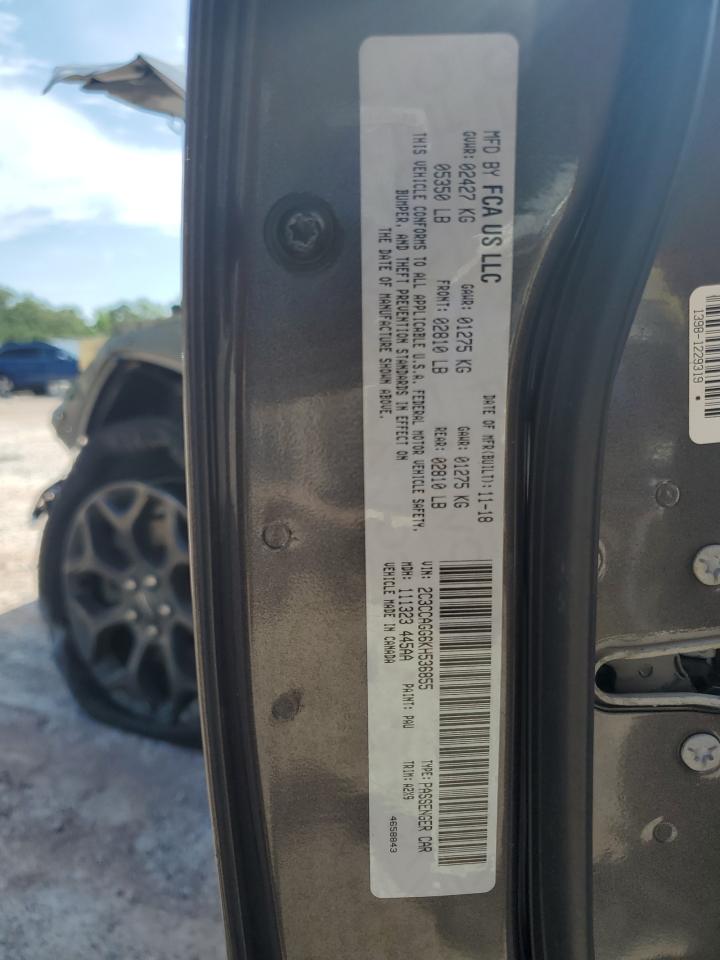 MFD BY FCA US LLC
DATE OF MFR(BUILT): 11-18
GVWR: 02427 KG
GAWR: 01275 KG
GAWR: 01275 KG
05350 LB
FRONT: 02810 LB
REAR: 02810 LB
THIS VEHICLE CONFORMS TO ALL APPLICABLE U.S.A. FEDERAL MOTOR VEHICLE SAFETY,
BUMPER, AND THEFT PREVENTION STANDARDS IN EFFECT ON
THE DATE OF MANUFACTURE SHOWN ABOVE.
VIN: 2C3CCAGG8KH536855
TYPE: PASSENGER CAR
MDH: 111323 445AA
PAINT: PAU
TRIM: A2X9
VEHICLE MADE IN CANADA
4658843
1398-1229319 *